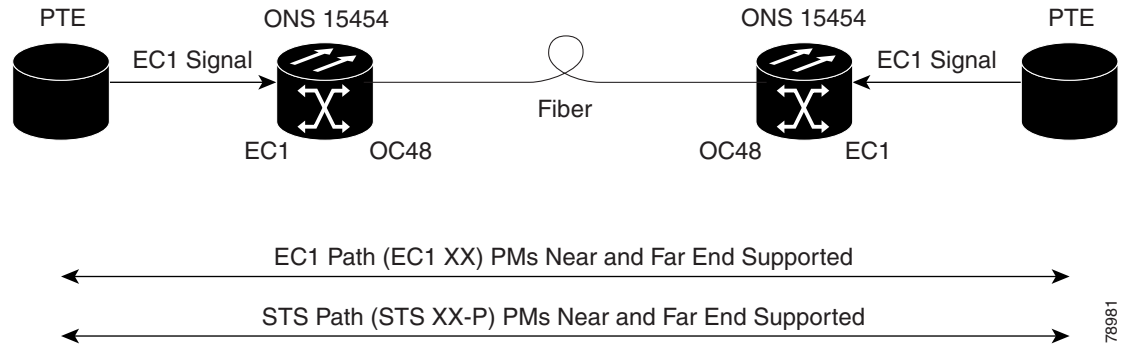 PTE
ONS 15454
ONS 15454
PTE
EC1 Signal
EC1 Signal
Fiber
EC1
OC48
OC48
EC1
EC1 Path (EC1 XX) PMs Near and Far End Supported
STS Path (STS XX-P) PMs Near and Far End Supported
78981